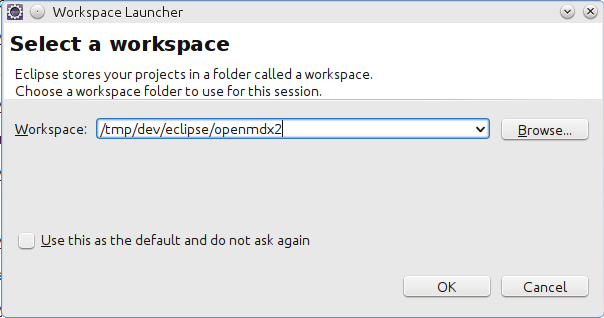 Workspace Launcher
Select a workspace
Eclipse stores your projects in a folder called a workspace.
Choose a workspace folder to use for this session.
Workspace: /tmp/dev/eclipse/openmdx2 Browse...
Use this as the default and do not ask again
OK Cancel